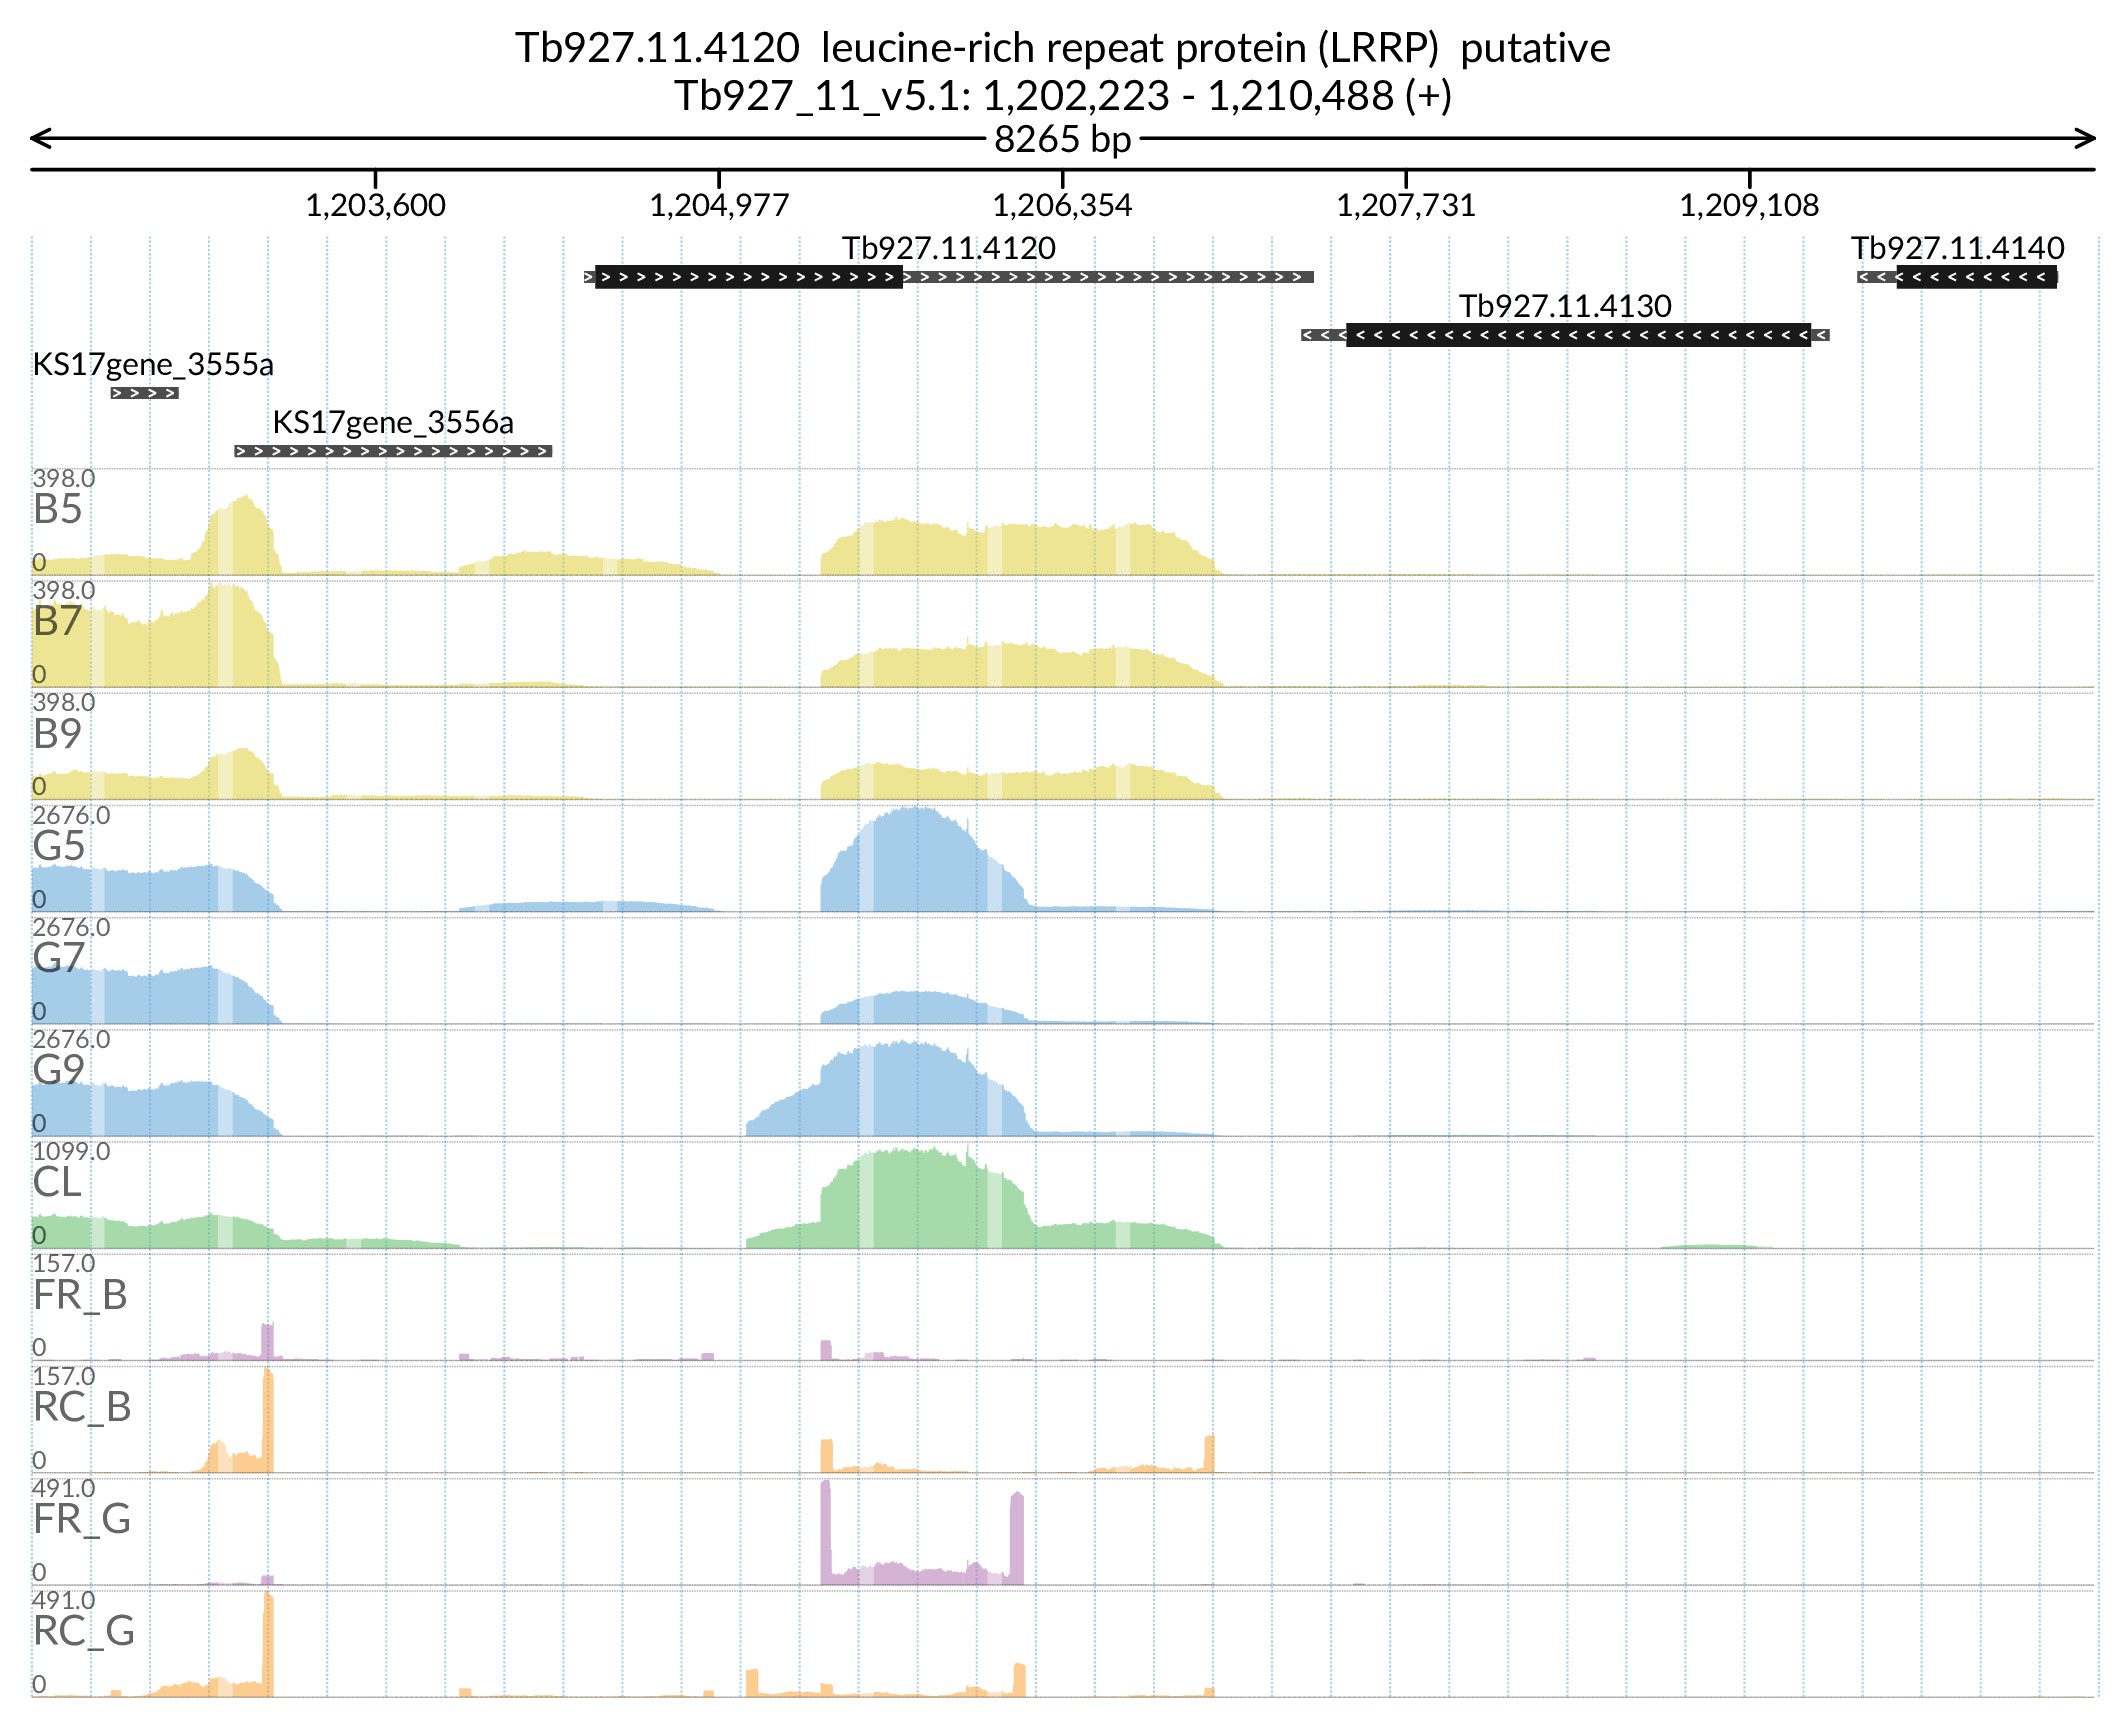 Tb927.11.4120 leucine-rich repeat protein (LRRP) putative
Tb927_11_v5.1: 1,202,223 - 1,210,488 (+)
8265 bp
1,203,600 1,204,977 1,206,354 1,207,731 1,209,108
Tb927.11.4120 Tb927.11.4140
Tb927.11.4130
KS17gene_3555a
KS17gene_3556a
398.0
B5
0
398.0
B7
0
398.0
B9
0
2676.0
G5
0
2676.0
G7
0
2676.0
G9
0
1099.0
CL
0
157.0
FR_B
0
157.0
RC_B
0
491.0
FR_G
0
491.0
RC_G
0